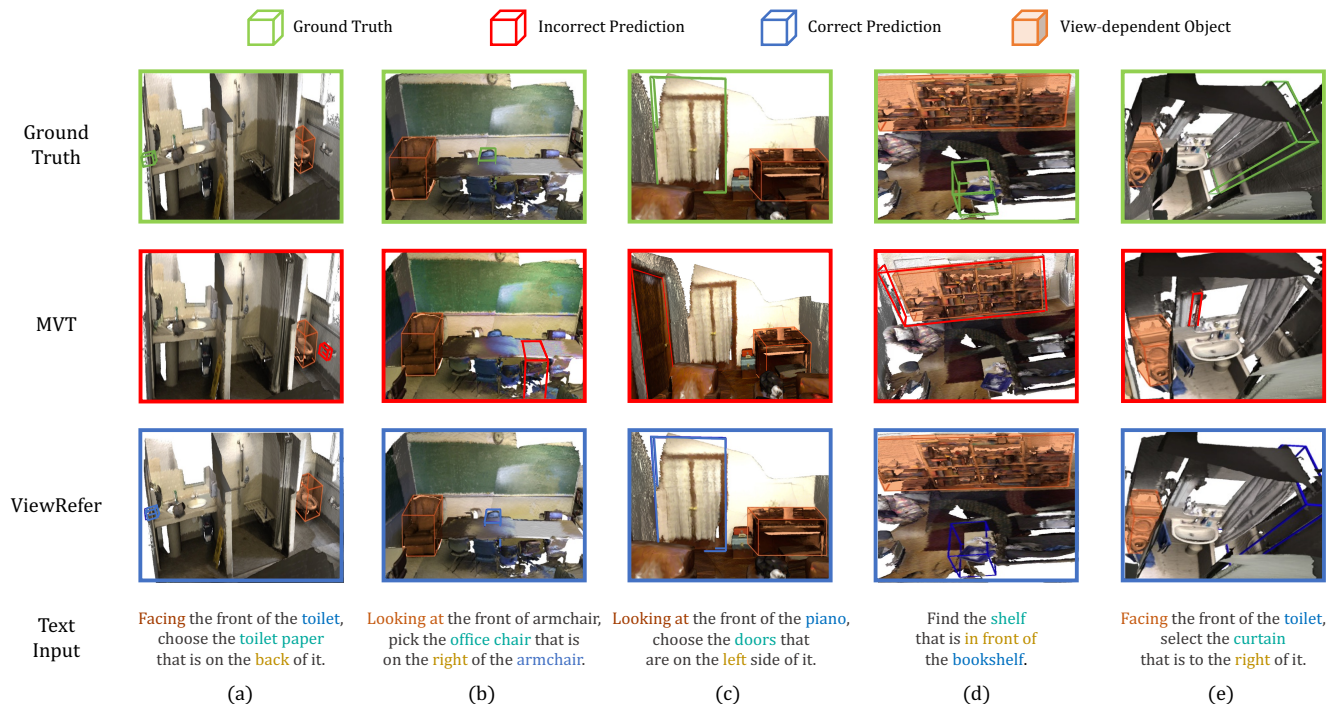 Ground Truth
Incorrect Prediction
Correct Prediction
View-dependent Object
Ground
Truth
MVT
ViewRefer
Text
Input
Facing the front of the toilet,
choose the toilet paper
that is on the back of it.
Looking at the front of armchair,
pick the office chair that is
on the right of the armchair.
Looking at the front of the piano,
choose the doors that
are on the left side of it.
Find the shelf
that is in front of
the bookshelf.
Facing the front of the toilet,
select the curtain
that is to the right of it.
(a)
(b)
(c)
(d)
(e)